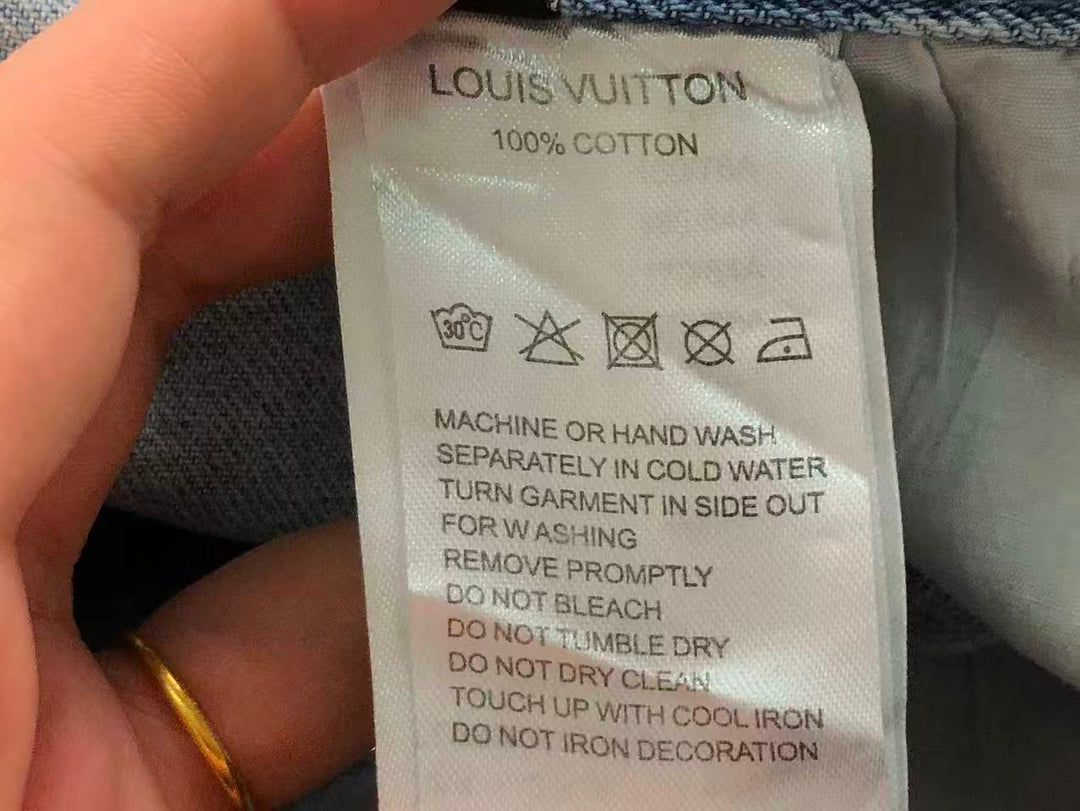 LOUIS VUITTON
100% COTTON
30°C
MACHINE OR HAND WASH
SEPARATELY IN COLD WATER
TURN GARMENT IN SIDE OUT
FOR WASHING
REMOVE PROMPTLY
DO NOT BLEACH
DO NOT TUMBLE DRY
DO NOT DRY CLEAN
TOUCH UP WITH COOL IRON
DO NOT IRON DECORATION